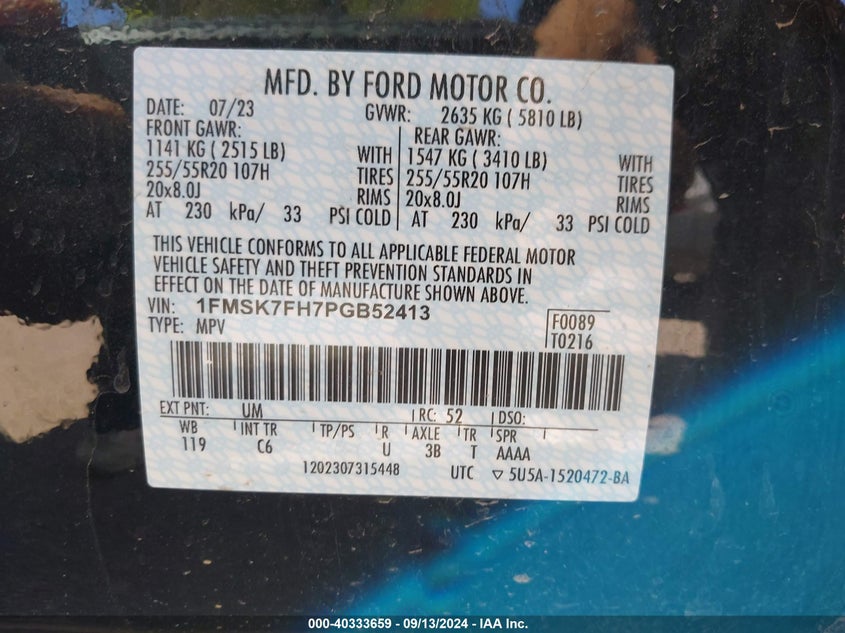 MFD. BY FORD MOTOR CO.
DATE: 07/23 GVWR: 2635 KG ( 5810 LB)
FRONT GAWR: REAR GAWR:
1141 KG ( 2515 LB) WITH 1547 KG ( 3410 LB) WITH
255/55R20 107H TIRES 255/55R20 107H TIRES
20x8.0J RIMS 20x8.0J RIMS
AT 230 kPa/ 33 PSI COLD AT 230 kPa/ 33 PSI COLD
THIS VEHICLE CONFORMS TO ALL APPLICABLE FEDERAL MOTOR
VEHICLE SAFETY AND THEFT PREVENTION STANDARDS IN
EFFECT ON THE DATE OF MANUFACTURE SHOWN ABOVE.
VIN: 1FMSK7FH7PGB52413 F0089
TYPE: MPV T0216
EXT PNT: UM RC: 52 DSO:
WB INT TR TP/PS R AXLE TR SPR
119 C6 U 3B T AAAA
1202307315448 UTC ▽ 5U5A-1520472-BA
000-40333659 - 09/13/2024 - IAA Inc.